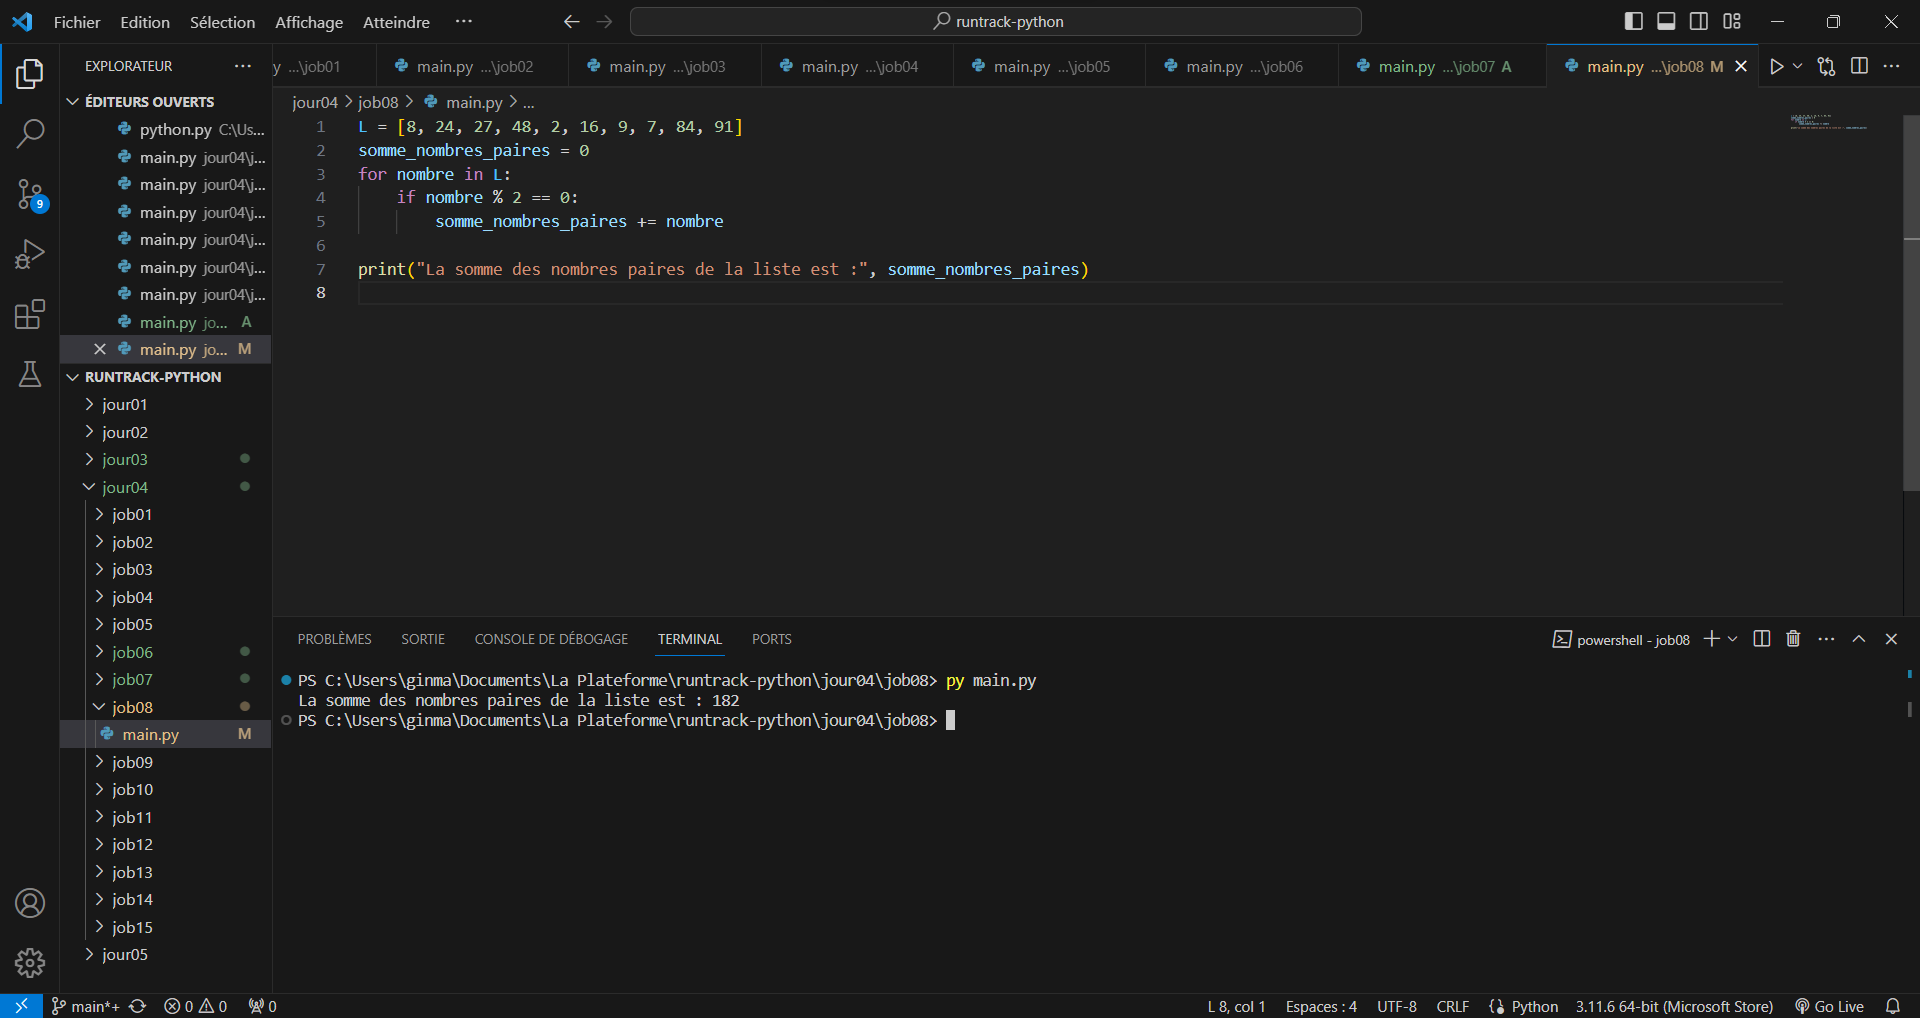 Fichier Edition Sélection Affichage Atteindre ··· runtrack-python
EXPLORATEUR ···
y ...\job01 main.py ...\job02 main.py ...\job03 main.py ...\job04 main.py ...\job05 main.py ...\job06 main.py ...\job07 A main.py ...\job08 M
ÉDITEURS OUVERTS
python.py C:\Us...
main.py jour04\j...
main.py jour04\j...
main.py jour04\j...
main.py jour04\j...
main.py jour04\j...
main.py jour04\j...
main.py jo... A
main.py jo... M
RUNTRACK-PYTHON
jour01
jour02
jour03
jour04
job01
job02
job03
job04
job05
job06
job07
job08
main.py M
job09
job10
job11
job12
job13
job14
job15
jour05
jour04 > job08 > main.py > ...
1 L = [8, 24, 27, 48, 2, 16, 9, 7, 84, 91]
2 somme_nombres_paires = 0
3 for nombre in L:
4 if nombre % 2 == 0:
5 somme_nombres_paires += nombre
6
7 print("La somme des nombres paires de la liste est :", somme_nombres_paires)
8
PROBLÈMES SORTIE CONSOLE DE DÉBOGAGE TERMINAL PORTS powershell - job08
PS C:\Users\ginma\Documents\La Plateforme\runtrack-python\jour04\job08> py main.py
La somme des nombres paires de la liste est : 182
PS C:\Users\ginma\Documents\La Plateforme\runtrack-python\jour04\job08>
9
main*+ 0 0 0 L 8, col 1 Espaces : 4 UTF-8 CRLF Python 3.11.6 64-bit (Microsoft Store) Go Live